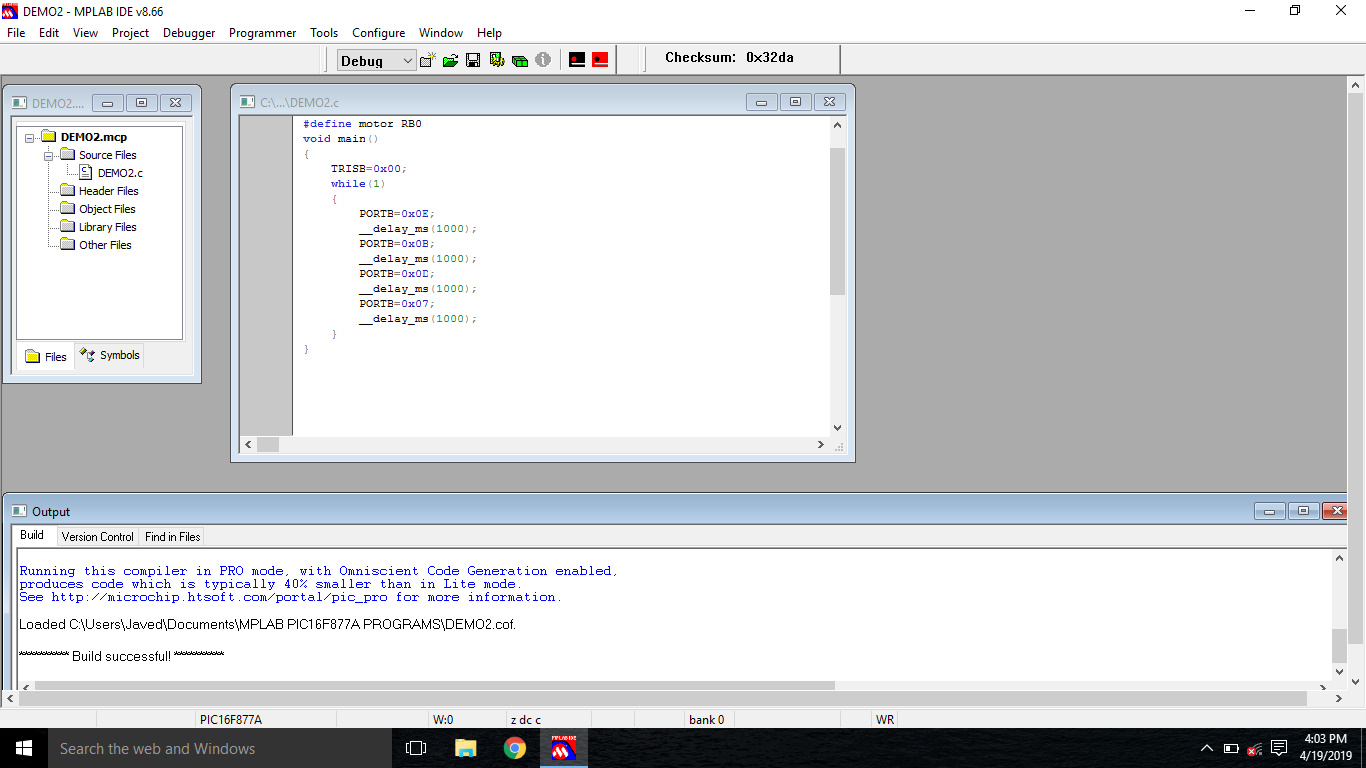 DEMO2 - MPLAB IDE v8.66
File Edit View Project Debugger Programmer Tools Configure Window Help
Debug
Checksum: 0x32da
DEMO2....
DEMO2.mcp
Source Files
DEMO2.c
Header Files
Object Files
Library Files
Other Files
Files Symbols
C:\...\DEMO2.c
#define motor RB0
void main()
{
TRISB=0x00;
while(1)
{
PORTB=0x0E;
__delay_ms(1000);
PORTB=0x0B;
__delay_ms(1000);
PORTB=0x0D;
__delay_ms(1000);
PORTB=0x07;
__delay_ms(1000);
}
}
Output
Build Version Control Find in Files
Running this compiler in PRO mode, with Omniscient Code Generation enabled,
produces code which is typically 40% smaller than in Lite mode.
See http://microchip.htsoft.com/portal/pic_pro for more information.
Loaded C:\Users\Javed\Documents\MPLAB PIC16F877A PROGRAMS\DEMO2.cof.
********** Build successful! **********
PIC16F877A W:0 z dc c bank 0 WR
Search the web and Windows
MPLAB IDE
4:03 PM
4/19/2019